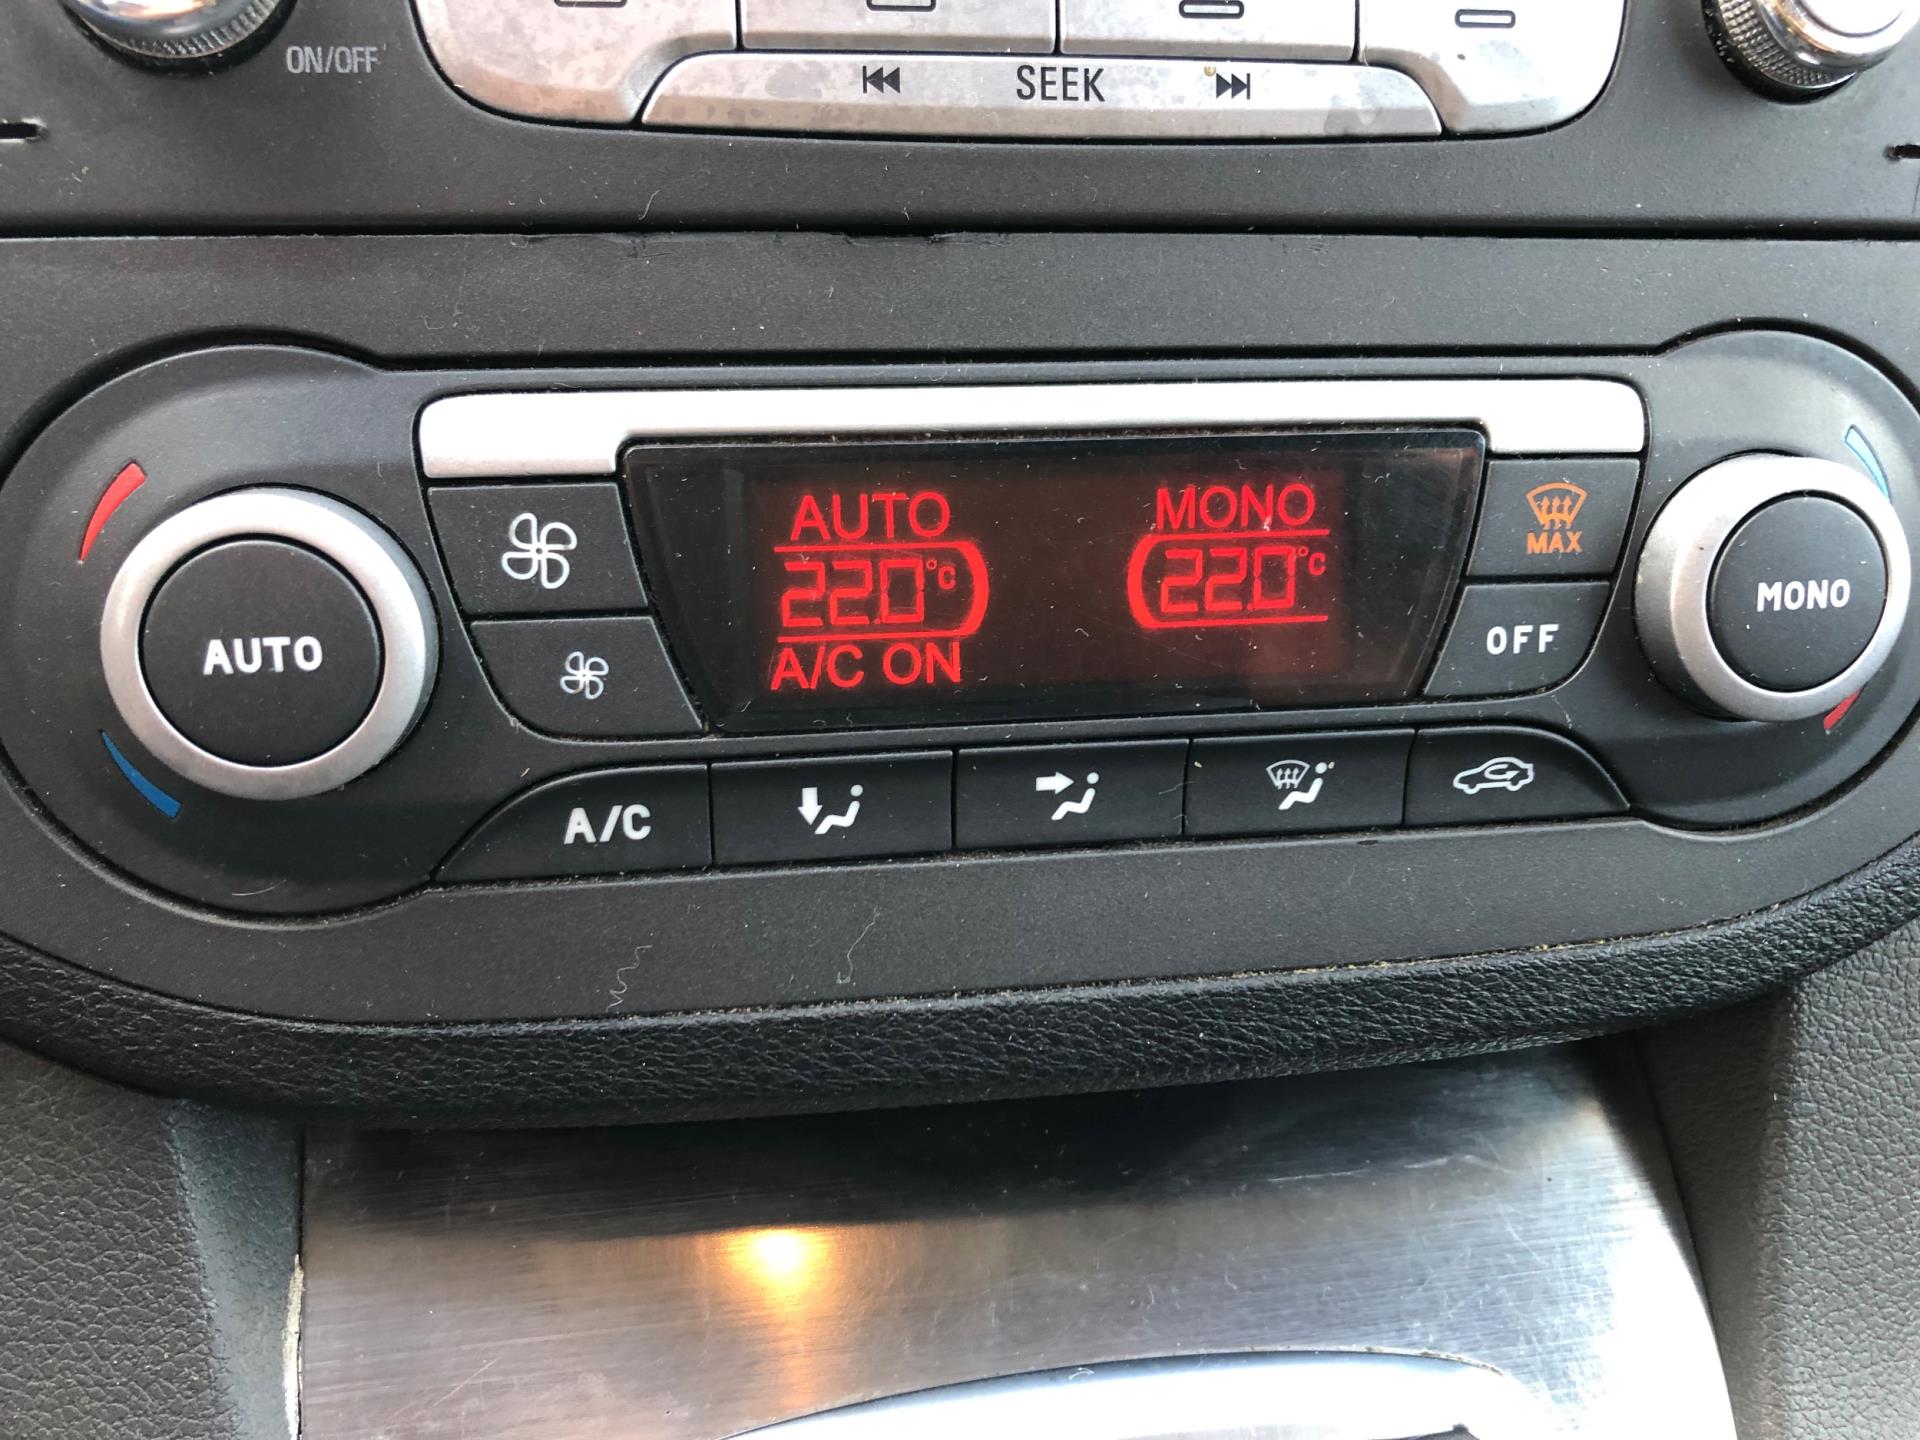 ON/OFF
SEEK
AUTO MONO
22.0°C 22.0°C
A/C ON
AUTO
MAX
OFF
MONO
A/C